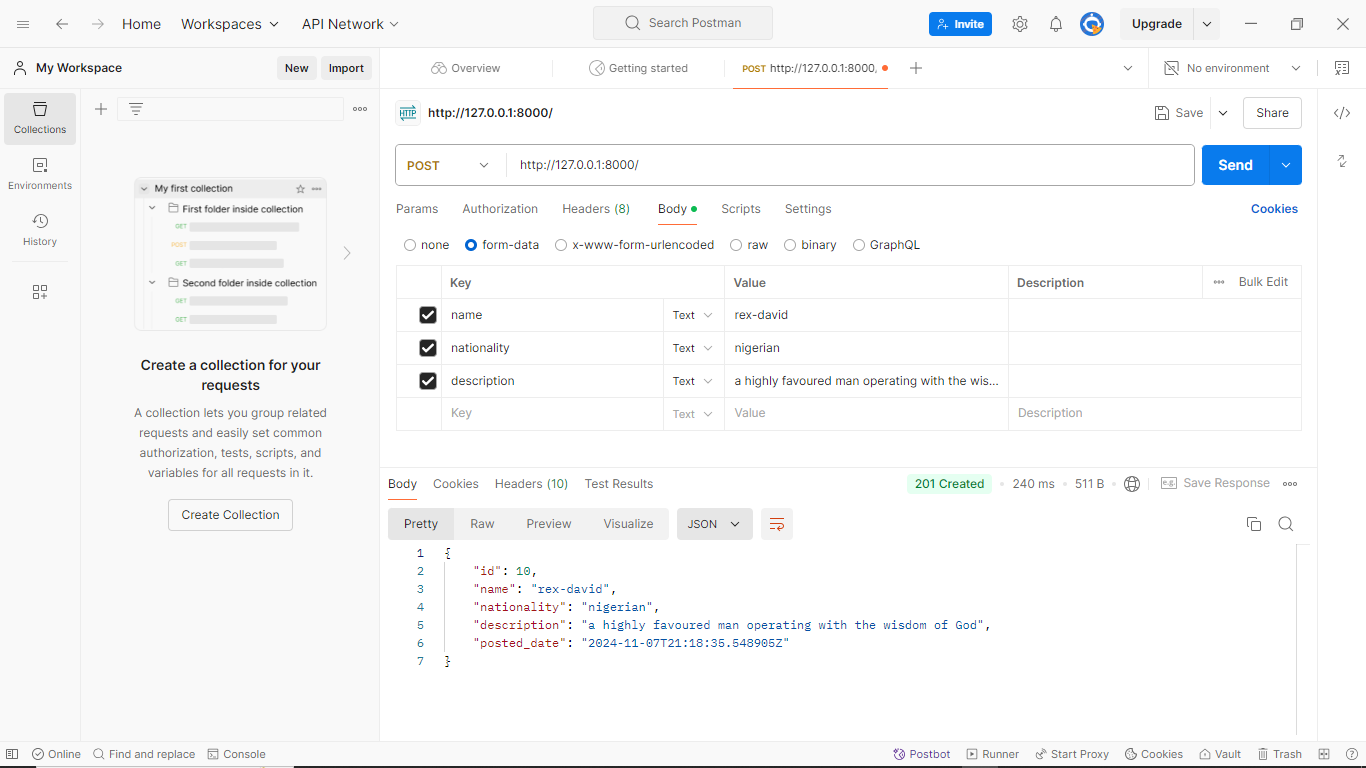 Home Workspaces API Network Search Postman Invite Upgrade
My Workspace New Import Overview Getting started POST http://127.0.0.1:8000, No environment
Collections
Environments
History
My first collection
First folder inside collection
GET
POST
GET
Second folder inside collection
GET
GET
Create a collection for your
requests
A collection lets you group related
requests and easily set common
authorization, tests, scripts, and
variables for all requests in it.
Create Collection
HTTP http://127.0.0.1:8000/ Save Share
POST http://127.0.0.1:8000/ Send
Params Authorization Headers (8) Body Scripts Settings Cookies
none form-data x-www-form-urlencoded raw binary GraphQL
Key Value Description Bulk Edit
name Text rex-david
nationality Text nigerian
description Text a highly favoured man operating with the wis...
Key Text Value Description
Body Cookies Headers (10) Test Results 201 Created 240 ms 511 B e.g. Save Response
Pretty Raw Preview Visualize JSON
1 {
2 "id": 10,
3 "name": "rex-david",
4 "nationality": "nigerian",
5 "description": "a highly favoured man operating with the wisdom of God",
6 "posted_date": "2024-11-07T21:18:35.548905Z"
7 }
Online Find and replace Console Postbot Runner Start Proxy Cookies Vault Trash